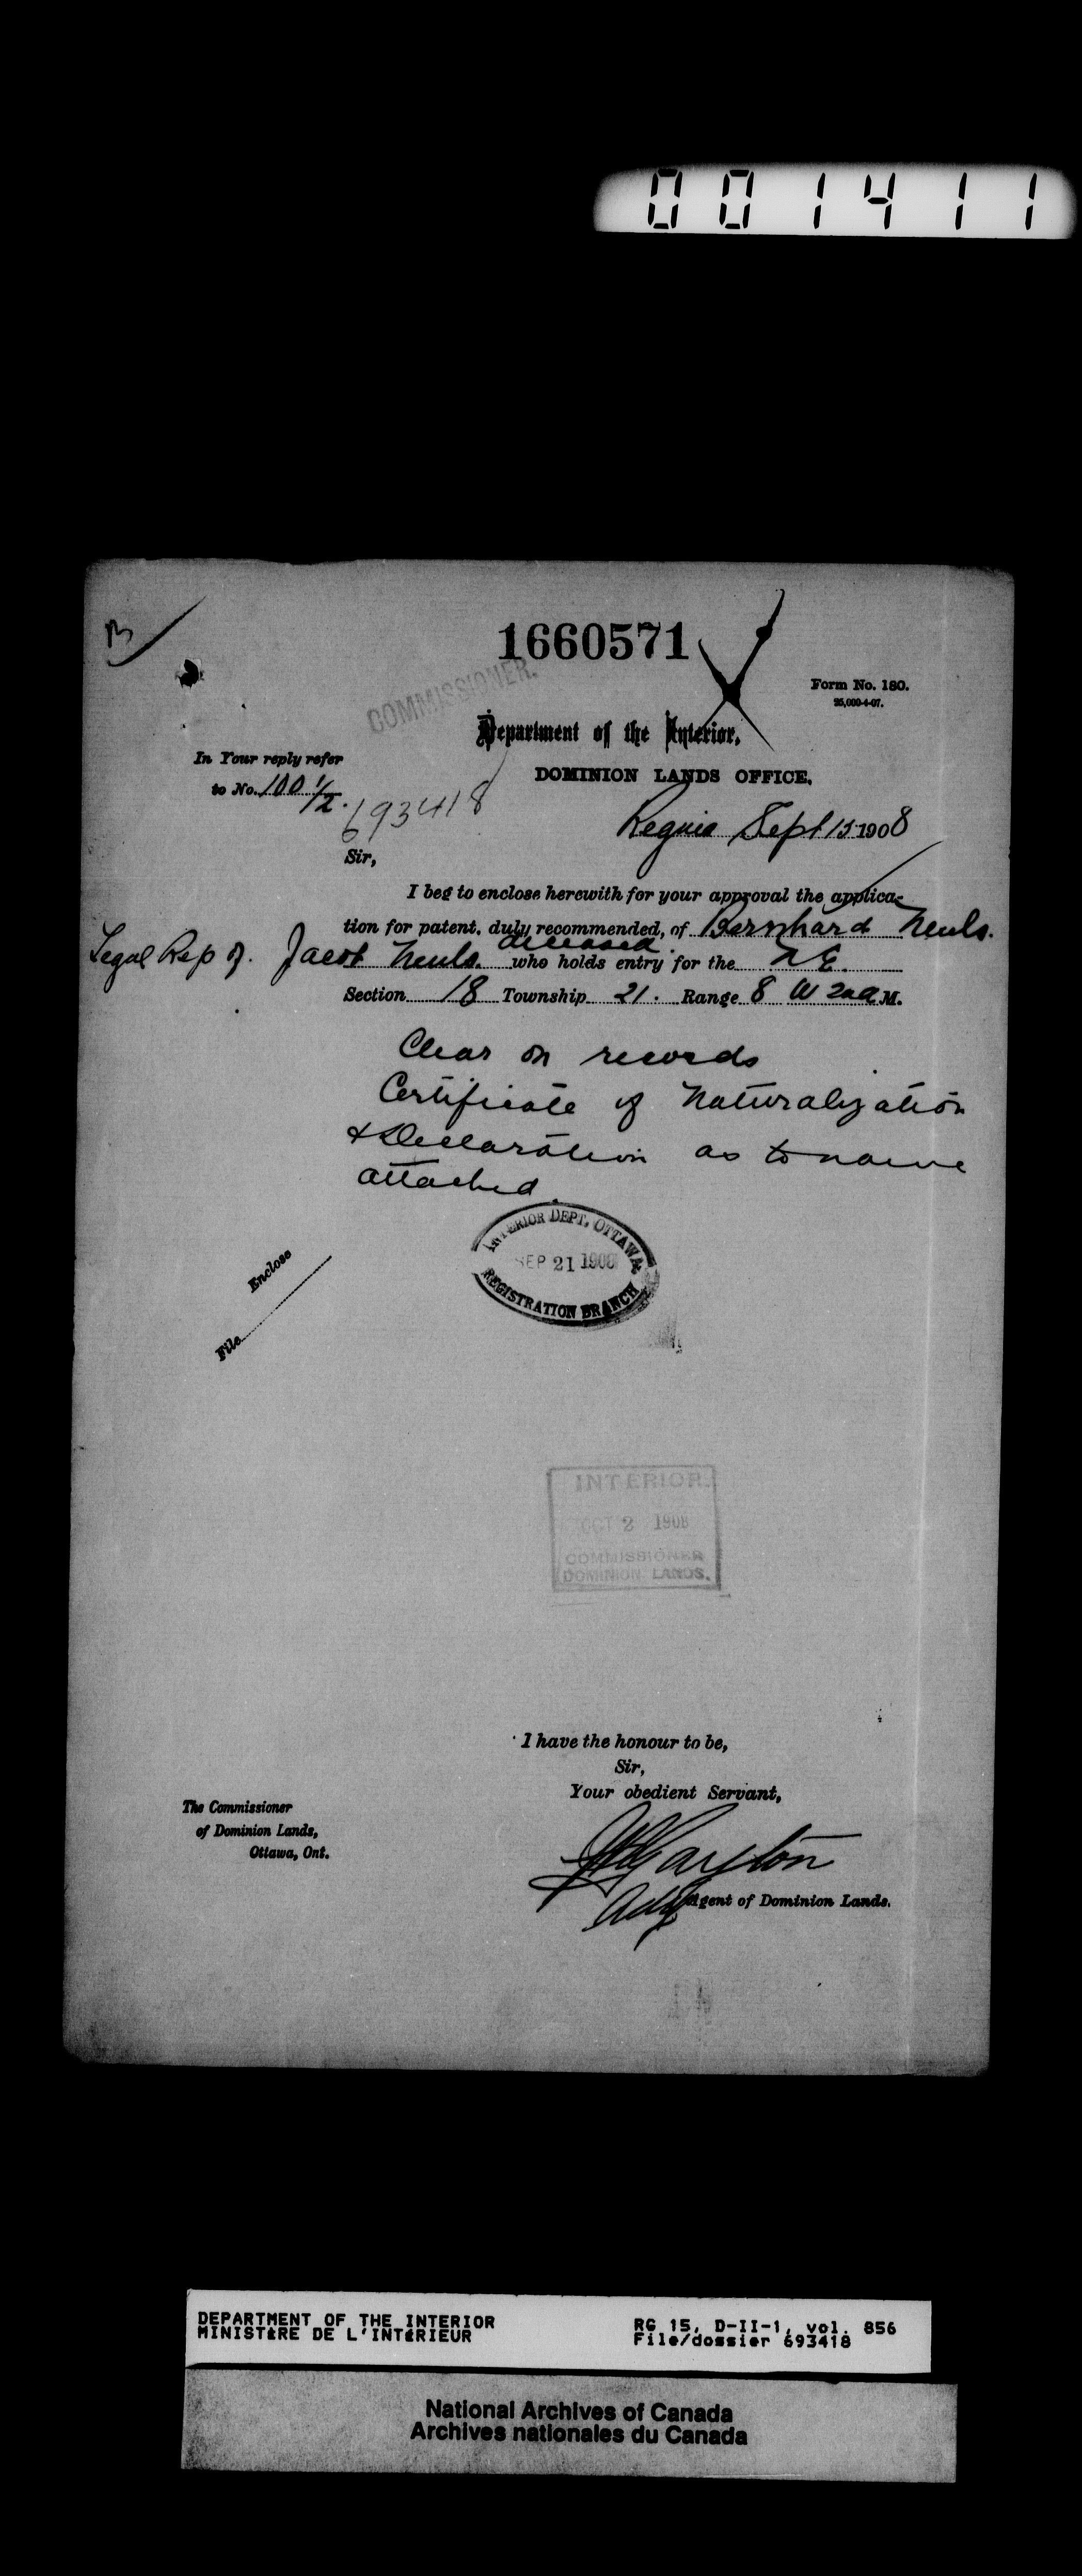 001411
B
1660571
COMMISSIONER.
Form No. 180.
25,000-4-07.
Department of the Interior,
In Your reply refer
DOMINION LANDS OFFICE,
to No. 100 1/2.
693418
Regina Sept 15 1908
Sir,
I beg to enclose herewith for your approval the applica-
tion for patent, duly recommended, of Bernhard Neuls.
deceased
Legal Rep of. Jacob Neuls. who holds entry for the N E.
Section 18 Township 21. Range 8 W 2nd M.
Clear on records
Certificate of Naturalization
& Declaration as to name
attached.
INTERIOR DEPT. OTTAWA
SEP 21 1908
REGISTRATION BRANCH
Enclose
File
INTERIOR
OCT 2 1908
COMMISSIONER
DOMINION LANDS.
I have the honour to be,
Sir,
Your obedient Servant,
The Commissioner
of Dominion Lands,
Ottawa, Ont.
Agent of Dominion Lands.
DEPARTMENT OF THE INTERIOR
MINISTÈRE DE L'INTÉRIEUR
RG 15, D-II-1, vol. 856
File/dossier 693418
National Archives of Canada
Archives nationales du Canada